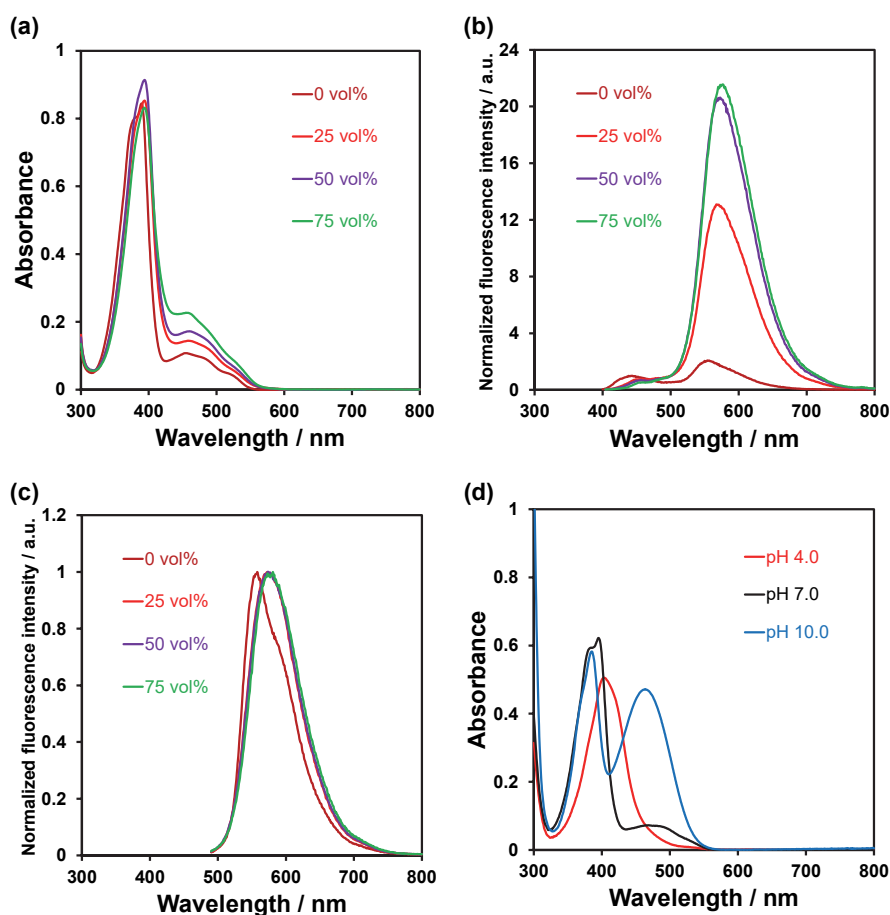 (a)
Absorbance
1
0.8
0.6
0.4
0.2
0
300 400 500 600 700 800
Wavelength / nm
0 vol%
25 vol%
50 vol%
75 vol%
(b)
Normalized fluorescence intensity / a.u.
24
20
16
12
8
4
0
300 400 500 600 700 800
Wavelength / nm
0 vol%
25 vol%
50 vol%
75 vol%
(c)
Normalized fluorescence intensity / a.u.
1.2
1
0.8
0.6
0.4
0.2
0
300 400 500 600 700 800
Wavelength / nm
0 vol%
25 vol%
50 vol%
75 vol%
(d)
Absorbance
1
0.8
0.6
0.4
0.2
0
300 400 500 600 700 800
Wavelength / nm
pH 4.0
pH 7.0
pH 10.0